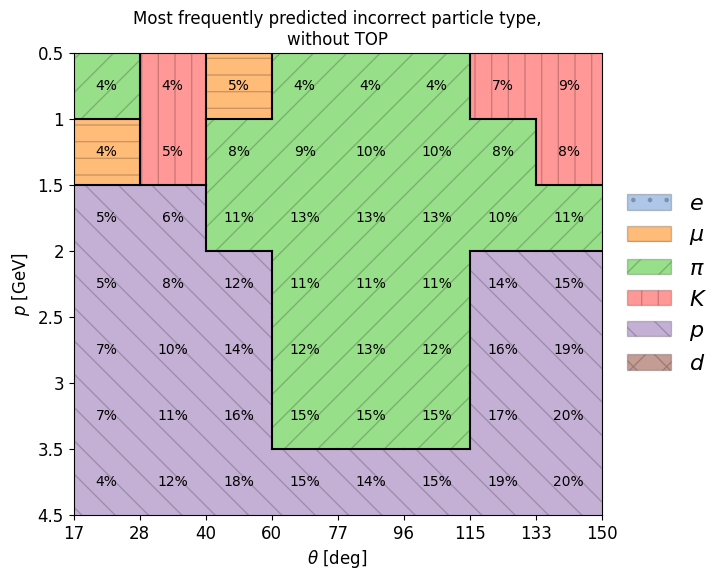 Most frequently predicted incorrect particle type,
without TOP
0.5
4% 4% 5% 4% 4% 4% 7% 9%
1
4% 5% 8% 9% 10% 10% 8% 8%
1.5
5% 6% 11% 13% 13% 13% 10% 11%
2
5% 8% 12% 11% 11% 11% 14% 15%
2.5
7% 10% 14% 12% 13% 12% 16% 19%
3
7% 11% 16% 15% 15% 15% 17% 20%
3.5
4% 12% 18% 15% 14% 15% 19% 20%
4.5
p [GeV]
17 28 40 60 77 96 115 133 150
θ [deg]
e
μ
π
K
p
d